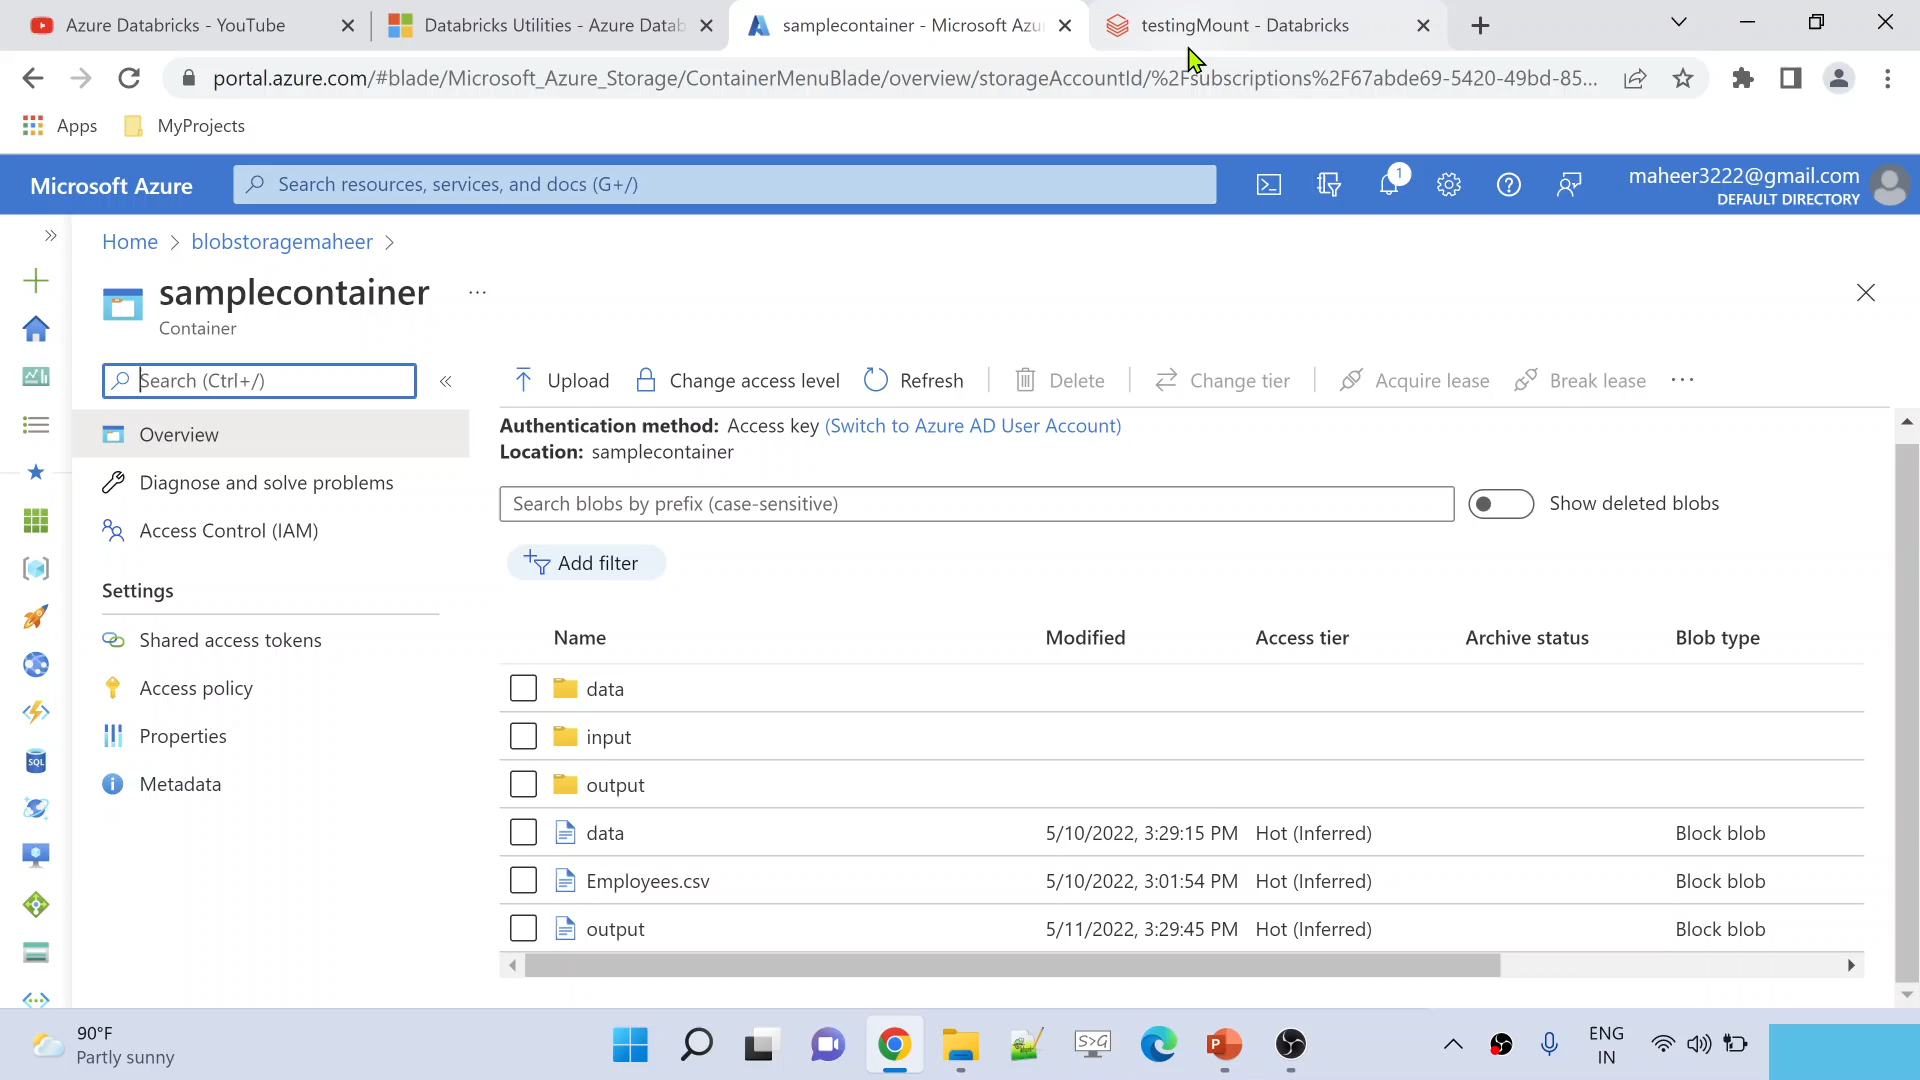 Azure Databricks - YouTube
Databricks Utilities - Azure Datab
samplecontainer - Microsoft Azu
testingMount - Databricks
portal.azure.com/#blade/Microsoft_Azure_Storage/ContainerMenuBlade/overview/storageAccountId/%2Fsubscriptions%2F67abde69-5420-49bd-85...
Apps
MyProjects
Microsoft Azure
Search resources, services, and docs (G+/)
1
maheer3222@gmail.com
DEFAULT DIRECTORY
Home > blobstoragemaheer >
samplecontainer ...
Container
Search (Ctrl+/)
Upload
Change access level
Refresh
Delete
Change tier
Acquire lease
Break lease
Overview
Diagnose and solve problems
Access Control (IAM)
Settings
Shared access tokens
Access policy
Properties
Metadata
Authentication method: Access key (Switch to Azure AD User Account)
Location: samplecontainer
Search blobs by prefix (case-sensitive)
Show deleted blobs
Add filter
Name Modified Access tier Archive status Blob type
data
input
output
data 5/10/2022, 3:29:15 PM Hot (Inferred) Block blob
Employees.csv 5/10/2022, 3:01:54 PM Hot (Inferred) Block blob
output 5/11/2022, 3:29:45 PM Hot (Inferred) Block blob
SQL
90°F
Partly sunny
S>G
P
ENG
IN